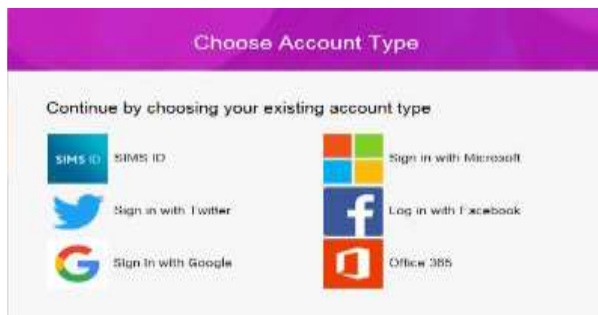 Choose Account Type
Continue by choosing your existing account type
SIMS ID SIMS ID
Sign in with Microsoft
Sign in with Twitter
f Log in with Facebook
G Sign In with Google
Office 365